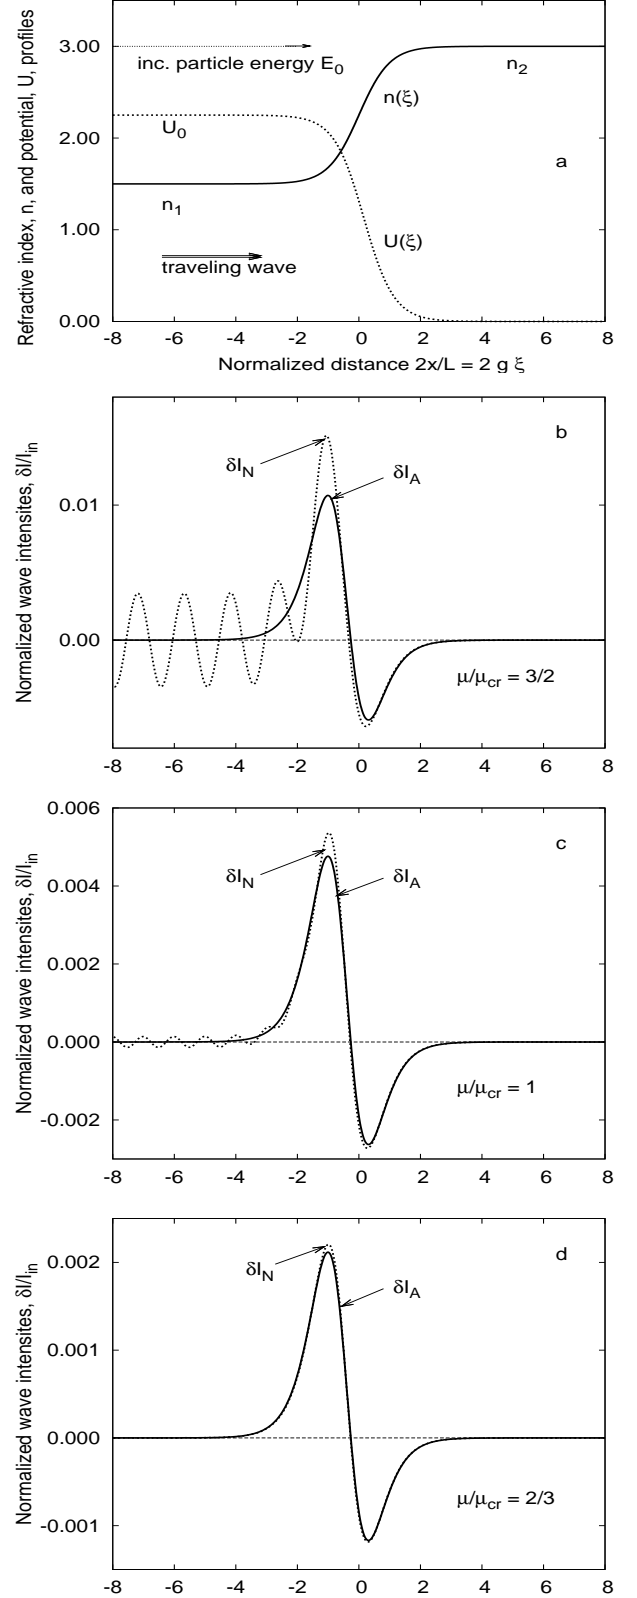 Refractive index, n, and potential, U, profiles
3.00
2.00
1.00
0.00
inc. particle energy E0
n2
U0
n(ξ)
a
n1
U(ξ)
traveling wave
-8 -6 -4 -2 0 2 4 6 8
Normalized distance 2x/L = 2 g ξ
Normalized wave intensites, δI/Iin
0.01
0.00
b
δIN
δIA
μ/μcr = 3/2
-8 -6 -4 -2 0 2 4 6 8
Normalized wave intensites, δI/Iin
0.006
0.004
0.002
0.000
-0.002
c
δIN
δIA
μ/μcr = 1
-8 -6 -4 -2 0 2 4 6 8
Normalized wave intensites, δI/Iin
0.002
0.001
0.000
-0.001
d
δIN
δIA
μ/μcr = 2/3
-8 -6 -4 -2 0 2 4 6 8